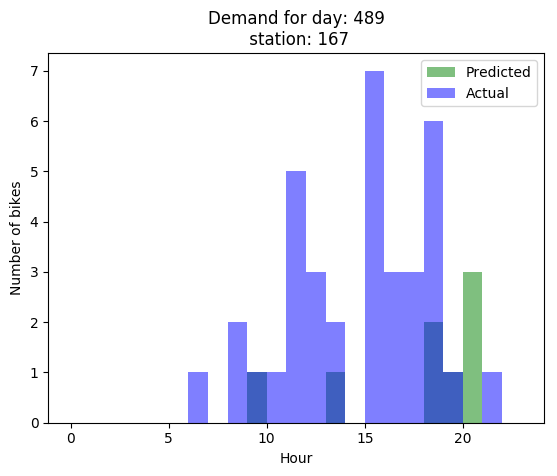 Demand for day: 489
station: 167
Predicted
Actual
7
6
5
4
3
2
1
0
Number of bikes
0 5 10 15 20
Hour